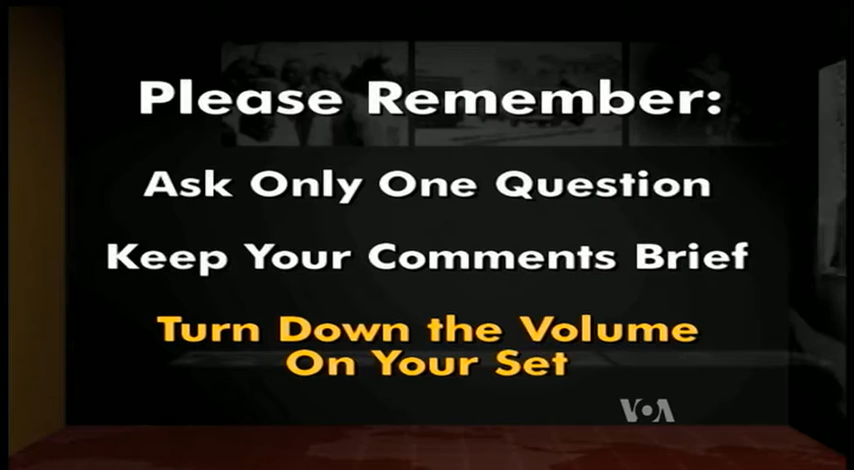 Please Remember:
Ask Only One Question
Keep Your Comments Brief
Turn Down the Volume
On Your Set
VOA